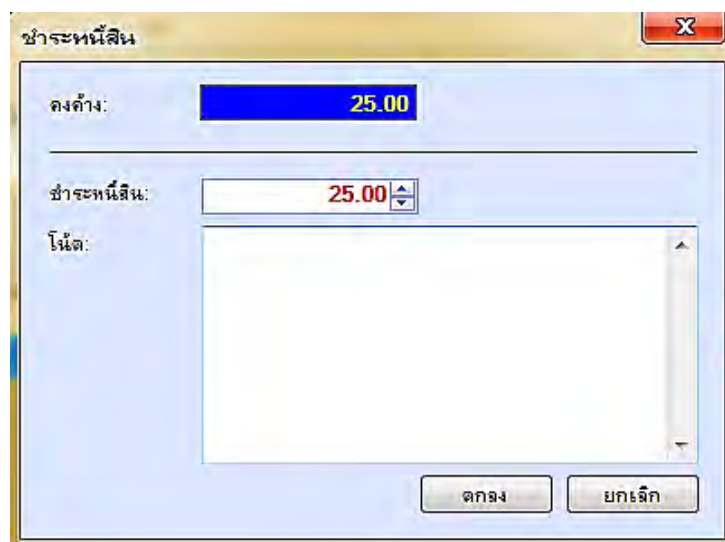 ชำระหนี้สิน
คงค้าง: 25.00
ชำระหนี้สิน: 25.00
โน้ต:
ตกลง ยกเลิก